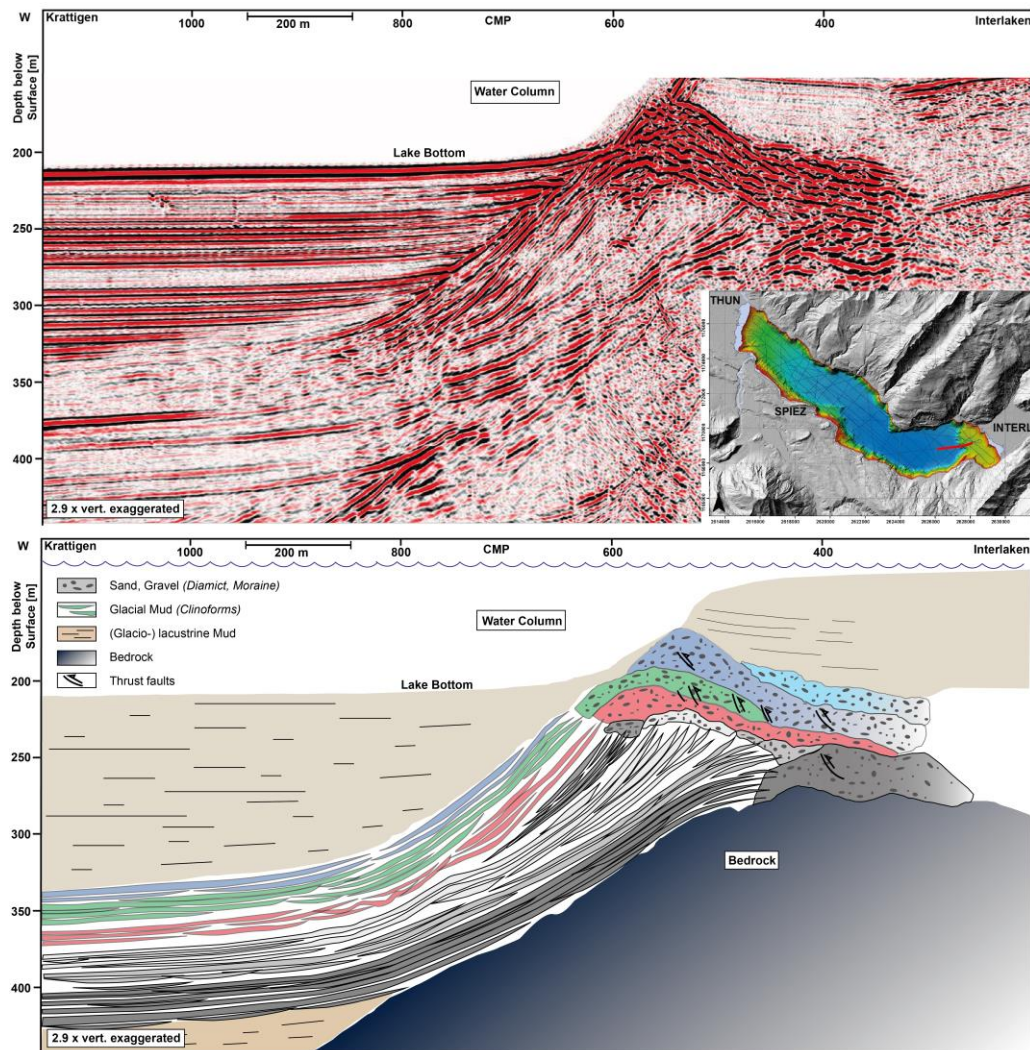 W Krattigen 1000 200 m 800 CMP 600 400 Interlaken
Depth below
Surface [m]
Water Column
Lake Bottom
200
250
300
350
400
2.9 x vert. exaggerated
THUN
SPIEZ
INTERL
W Krattigen 1000 200 m 800 CMP 600 400 Interlaken
Depth below
Surface [m]
Sand, Gravel (Diamict, Moraine)
Glacial Mud (Clinoforms)
(Glacio-) lacustrine Mud
Bedrock
Thrust faults
Water Column
Lake Bottom
200
250
300
350
400
Bedrock
2.9 x vert. exaggerated